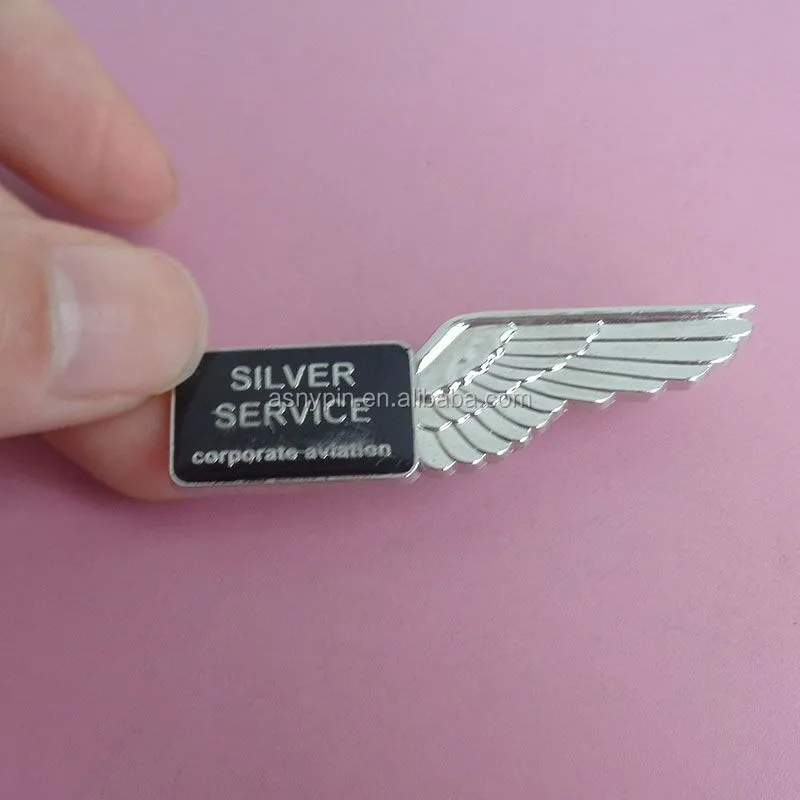 SILVER
SERVICE
corporate aviation
asnypin.en.alibaba.com